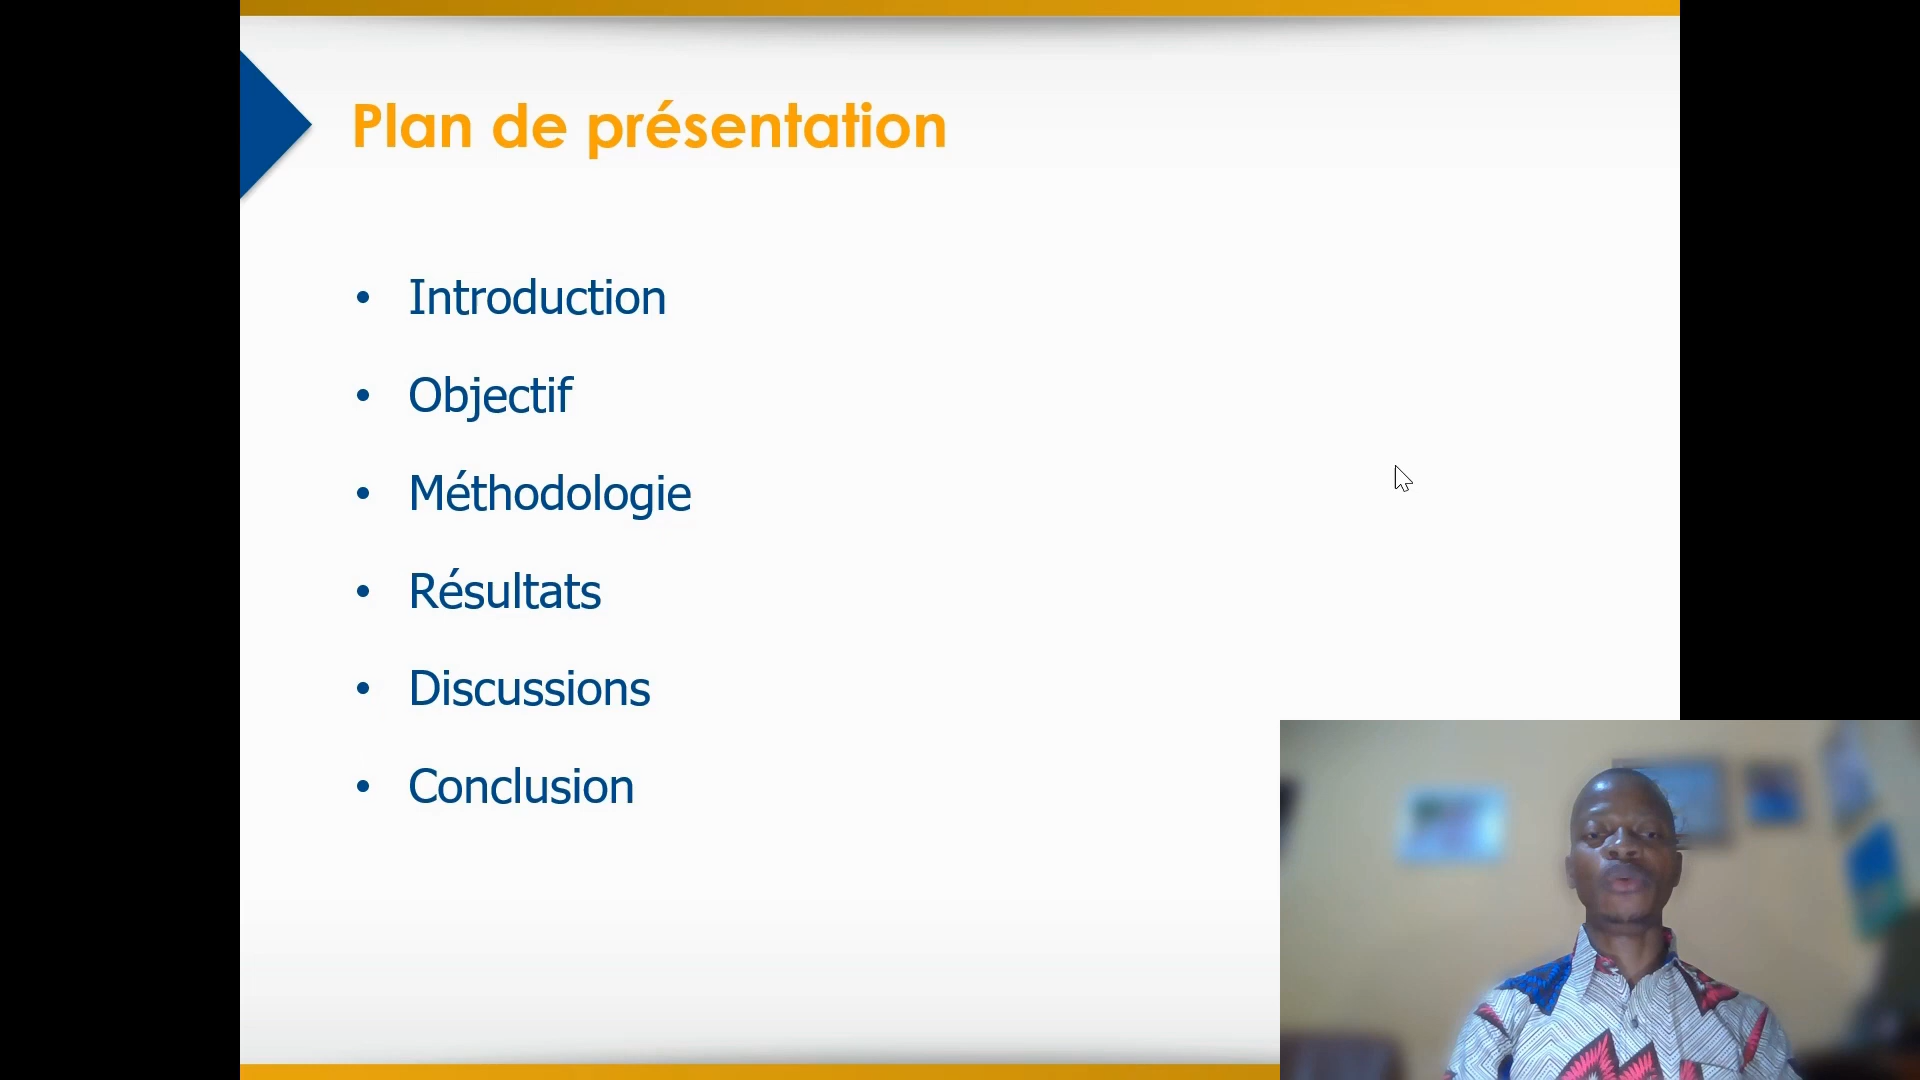 Plan de présentation
• Introduction
• Objectif
• Méthodologie
• Résultats
• Discussions
• Conclusion